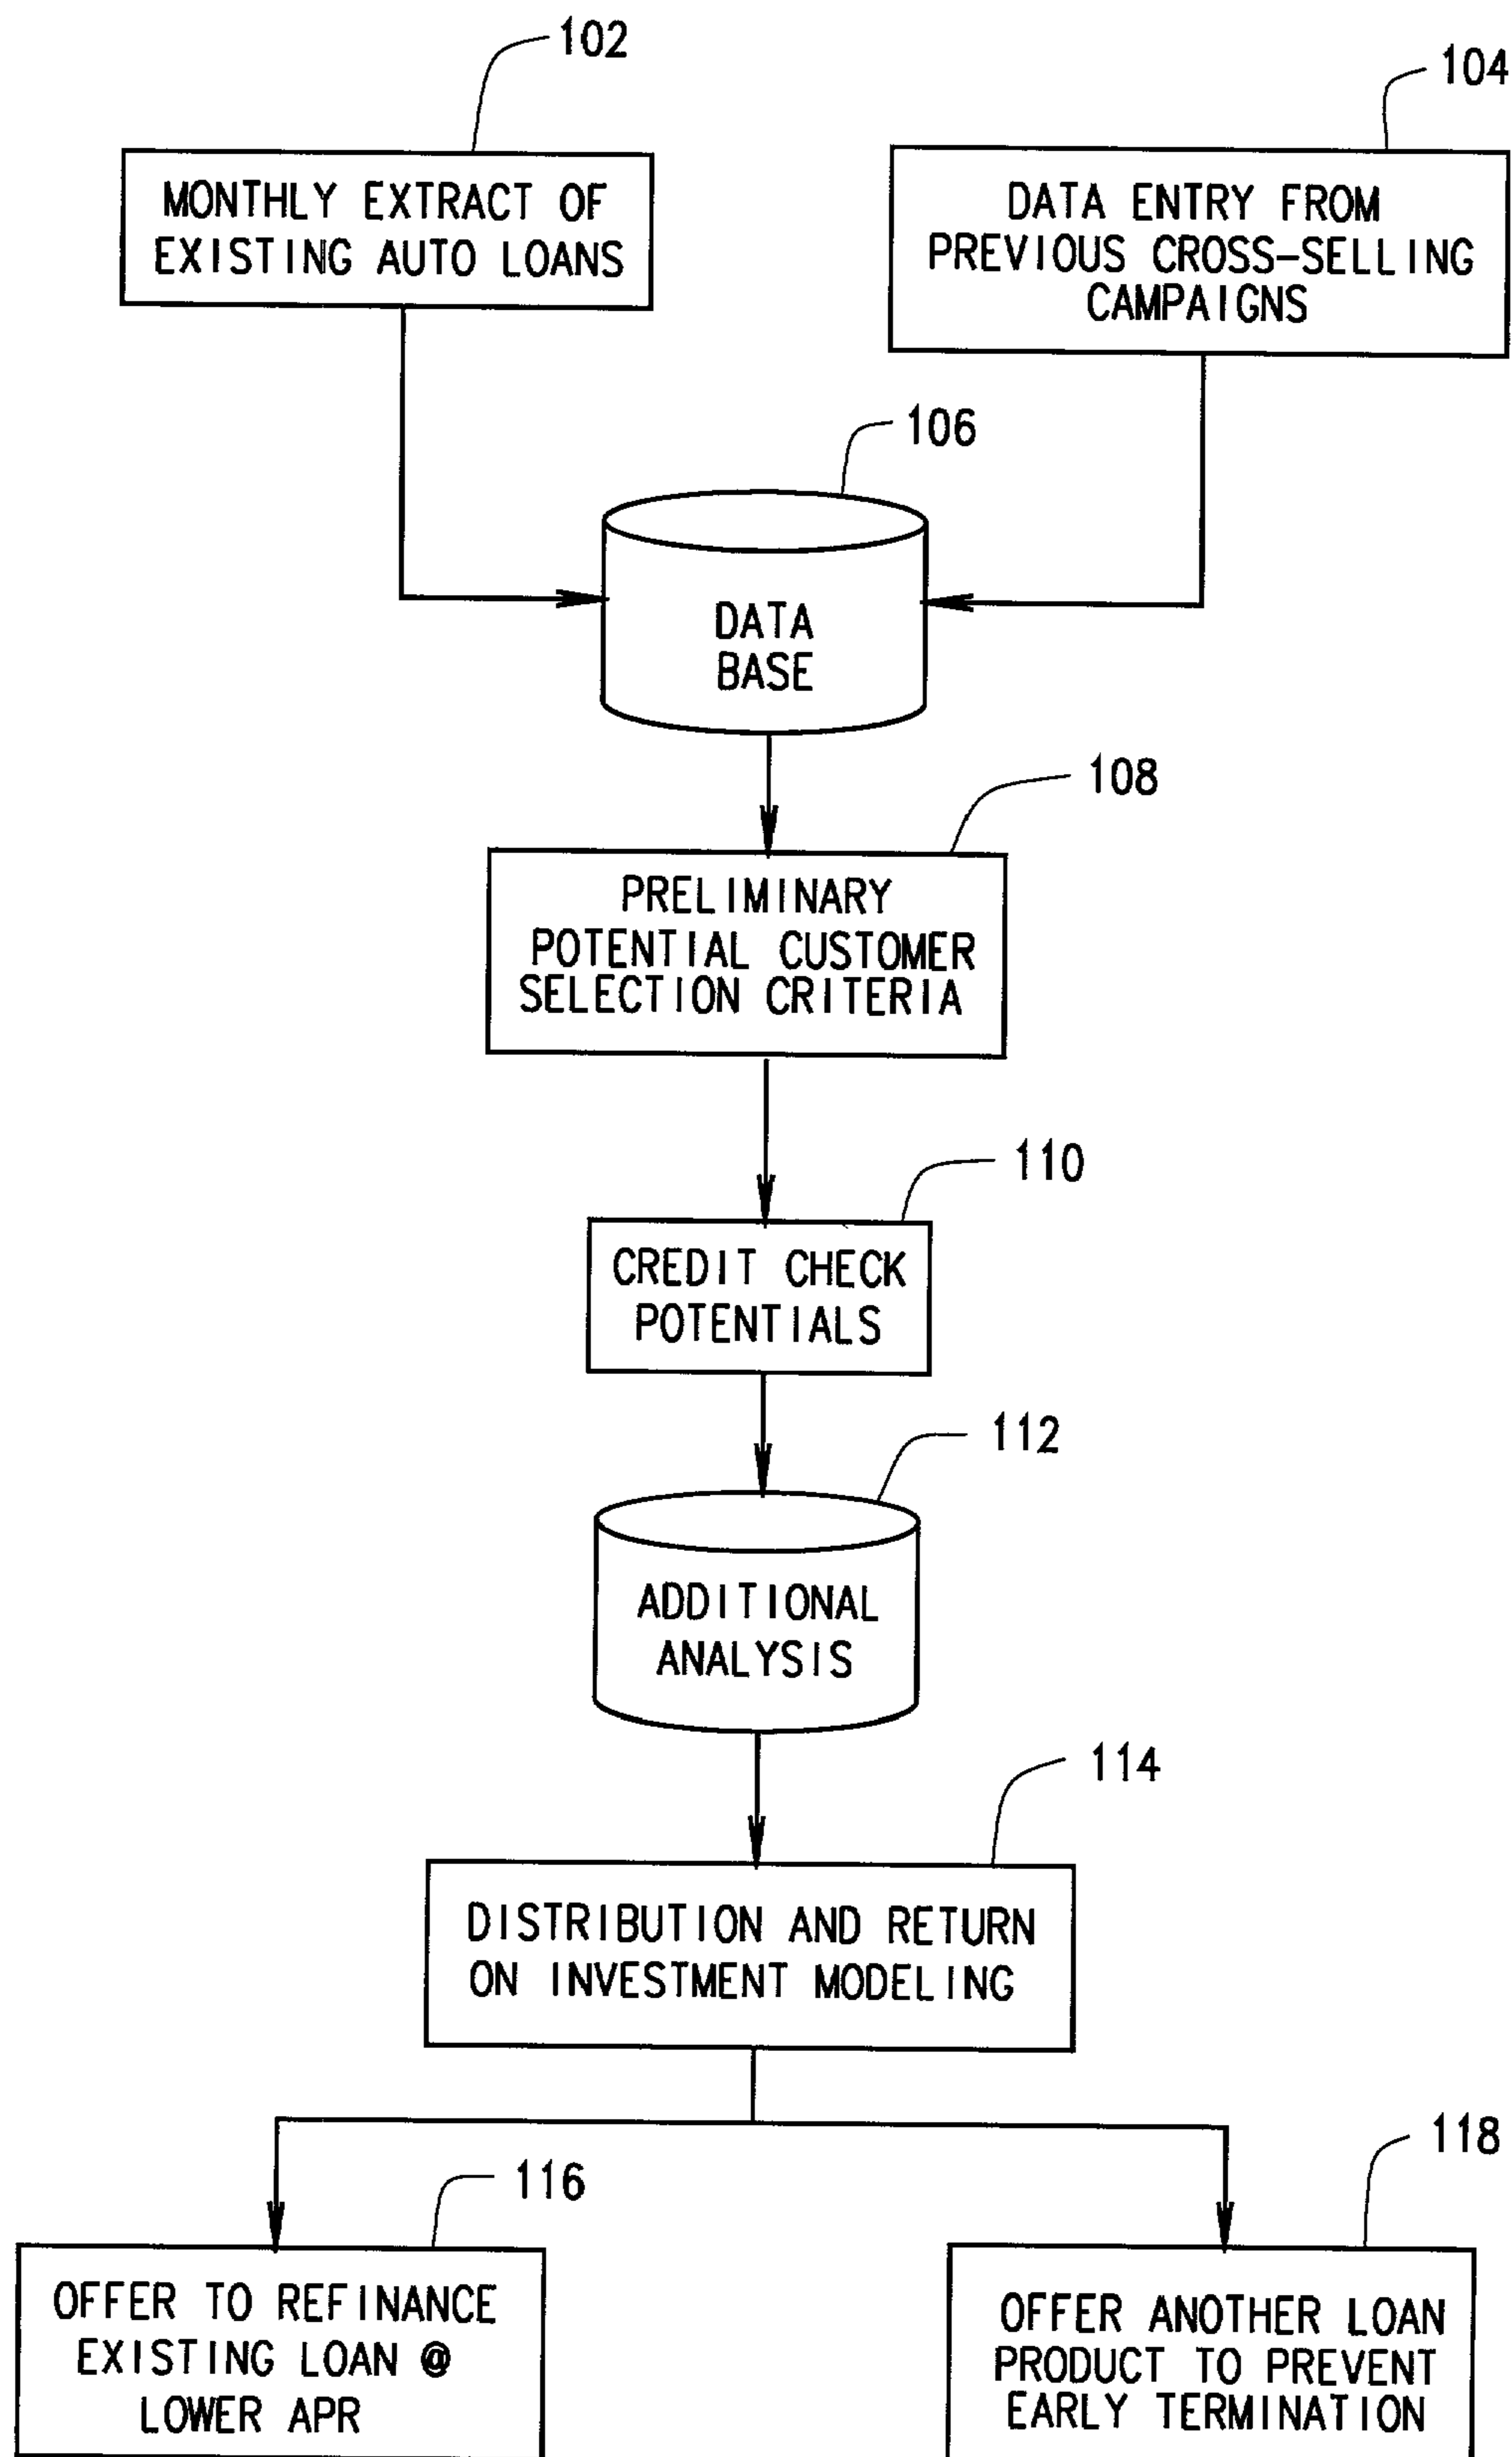 102
104
MONTHLY EXTRACT OF
EXISTING AUTO LOANS
DATA ENTRY FROM
PREVIOUS CROSS-SELLING
CAMPAIGNS
106
DATA
BASE
108
PRELIMINARY
POTENTIAL CUSTOMER
SELECTION CRITERIA
110
CREDIT CHECK
POTENTIALS
112
ADDITIONAL
ANALYSIS
114
DISTRIBUTION AND RETURN
ON INVESTMENT MODELING
116
118
OFFER TO REFINANCE
EXISTING LOAN @
LOWER APR
OFFER ANOTHER LOAN
PRODUCT TO PREVENT
EARLY TERMINATION